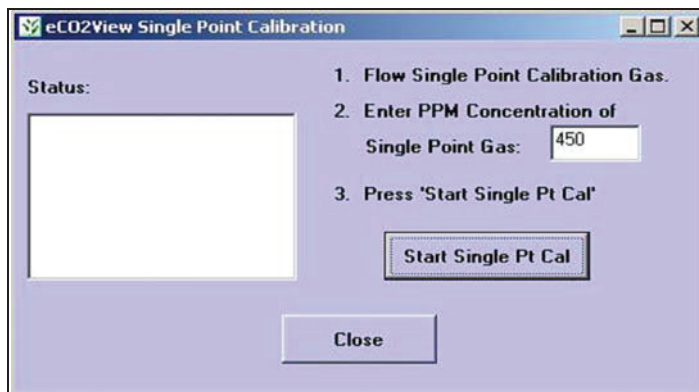 eCO2View Single Point Calibration
Status:
1. Flow Single Point Calibration Gas.
2. Enter PPM Concentration of
Single Point Gas: 450
3. Press 'Start Single Pt Cal'
Start Single Pt Cal
Close